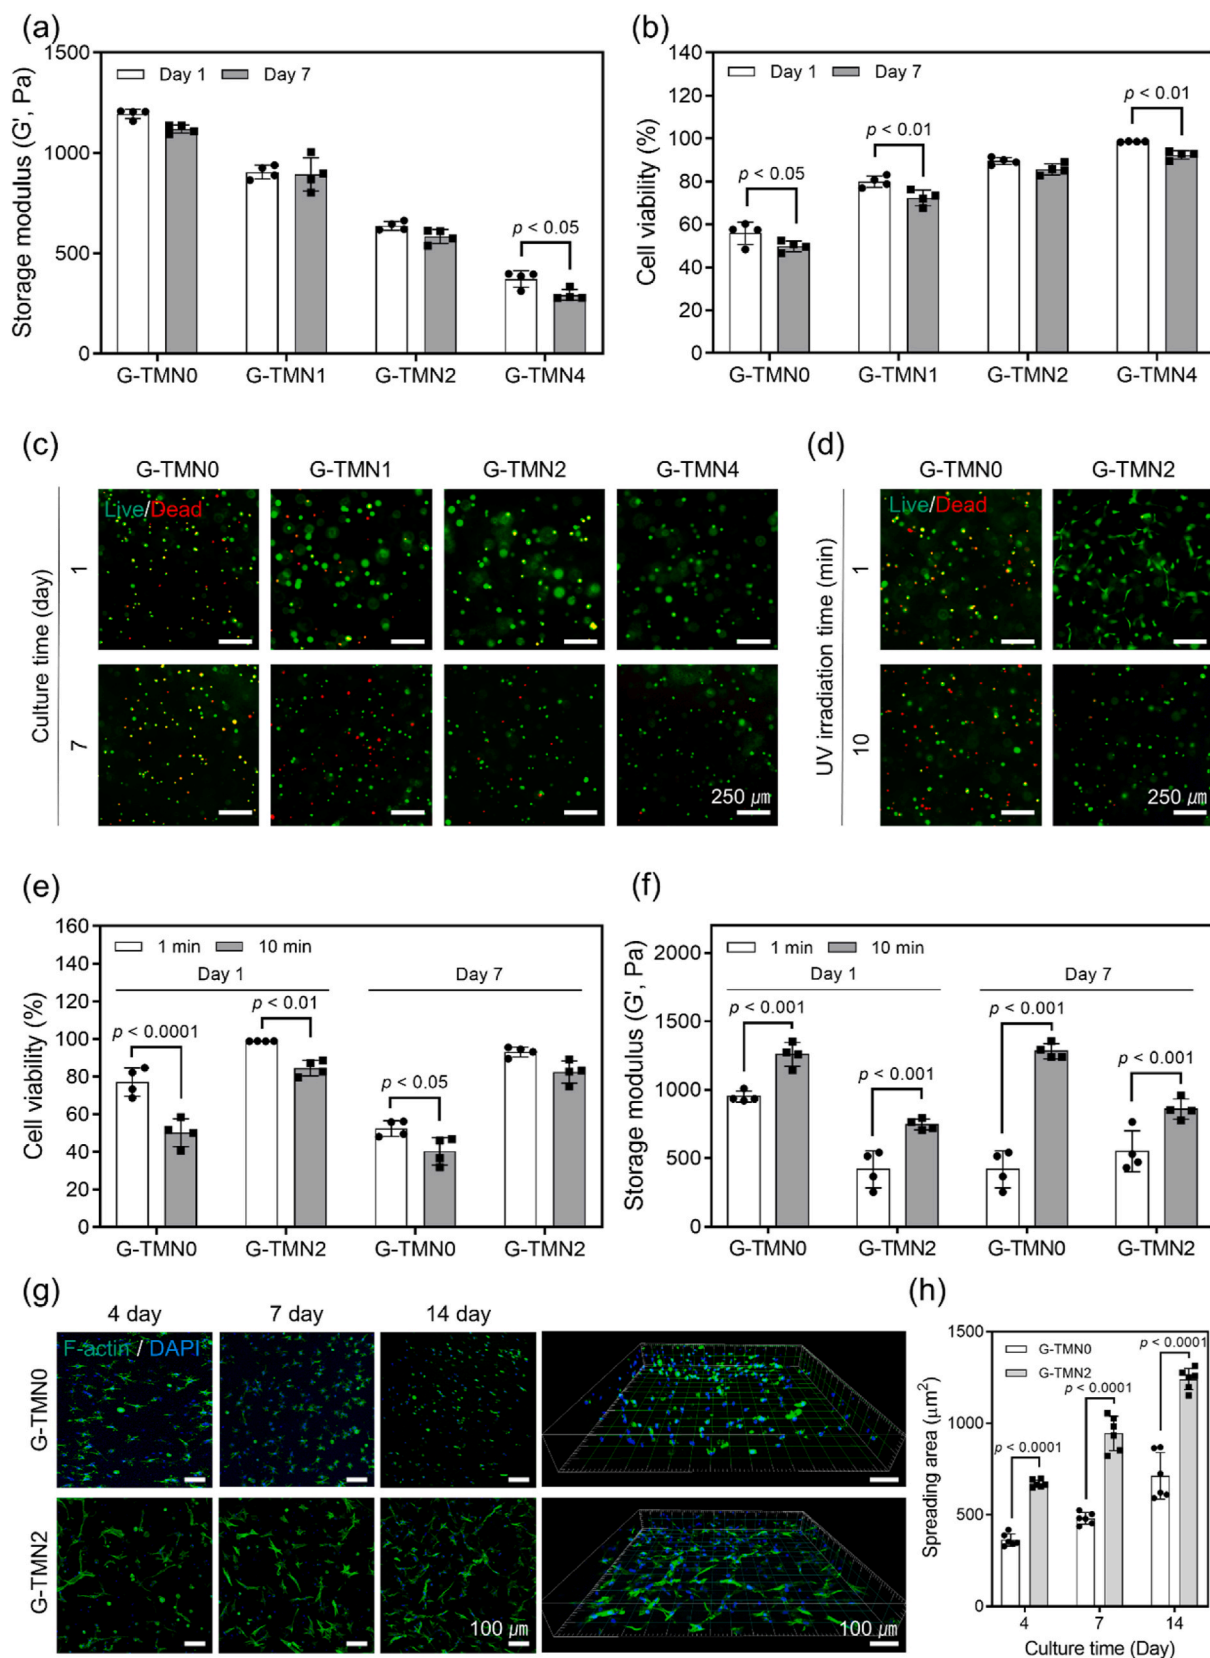 (a)
1500
1000
500
0
Storage modulus (G', Pa)
Day 1
Day 7
p < 0.05
G-TMN0
G-TMN1
G-TMN2
G-TMN4
(b)
140
120
100
80
60
40
20
0
Cell viability (%)
Day 1
Day 7
p < 0.05
p < 0.01
p < 0.01
G-TMN0
G-TMN1
G-TMN2
G-TMN4
(c)
G-TMN0
G-TMN1
G-TMN2
G-TMN4
Culture time (day)
1
7
Live/Dead
250 μm
(d)
G-TMN0
G-TMN2
UV irradiation time (min)
1
10
Live/Dead
250 μm
(e)
160
140
120
100
80
60
40
20
0
Cell viability (%)
1 min
10 min
Day 1
Day 7
p < 0.0001
p < 0.01
p < 0.05
G-TMN0
G-TMN2
G-TMN0
G-TMN2
(f)
2000
1500
1000
500
0
Storage modulus (G', Pa)
1 min
10 min
Day 1
Day 7
p < 0.001
p < 0.001
p < 0.001
p < 0.001
G-TMN0
G-TMN2
G-TMN0
G-TMN2
(g)
4 day
7 day
14 day
G-TMN0
G-TMN2
F-actin / DAPI
100 μm
100 μm
(h)
1500
1000
500
0
Spreading area (μm²)
G-TMN0
G-TMN2
p < 0.0001
p < 0.0001
p < 0.0001
4
7
14
Culture time (Day)